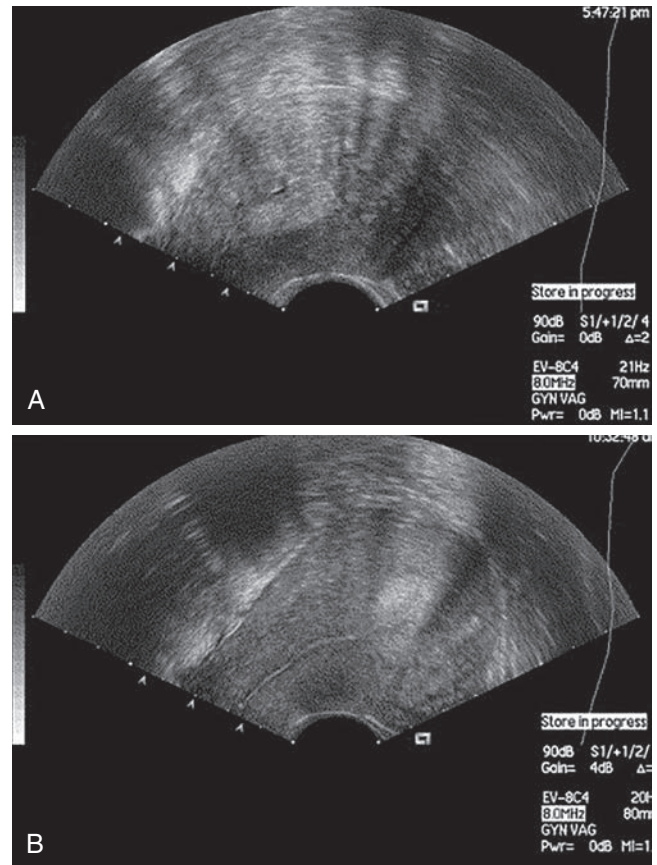 5:47:21 pm
Store in progress
90dB S1/+1/2/ 4
Gain= 0dB Δ=2
EV-8C4 21Hz
8.0MHz 70mm
GYN VAG
Pwr= 0dB MI=1.1
A
Store in progress
90dB S1/+1/2/
Gain= 4dB Δ=
EV-8C4 20H
8.0MHz 80m
GYN VAG
Pwr= 0dB MI=1.
B